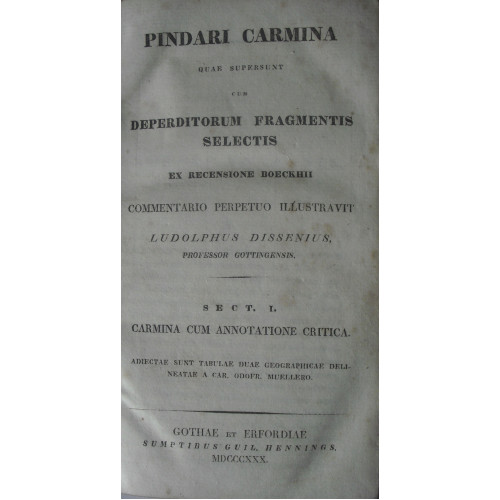 PINDARI CARMINA
QUAE SUPERSUNT
CUM
DEPERDITORUM FRAGMENTIS
SELECTIS
EX RECENSIONE BOECKHII
COMMENTARIO PERPETUO ILLUSTRAVIT
LUDOLPHUS DISSENIUS,
PROFESSOR GOTTINGENSIS.
SECT. I.
CARMINA CUM ANNOTATIONE CRITICA.
ADIECTAE SUNT TABULAE DUAE GEOGRAPHICAE DELI-
NEATAE A CAR. ODOFR. MUELLERO.
GOTHAE ET ERFORDIAE
SUMPTIBUS GUIL. HENNINGS.
MDCCCXXX.